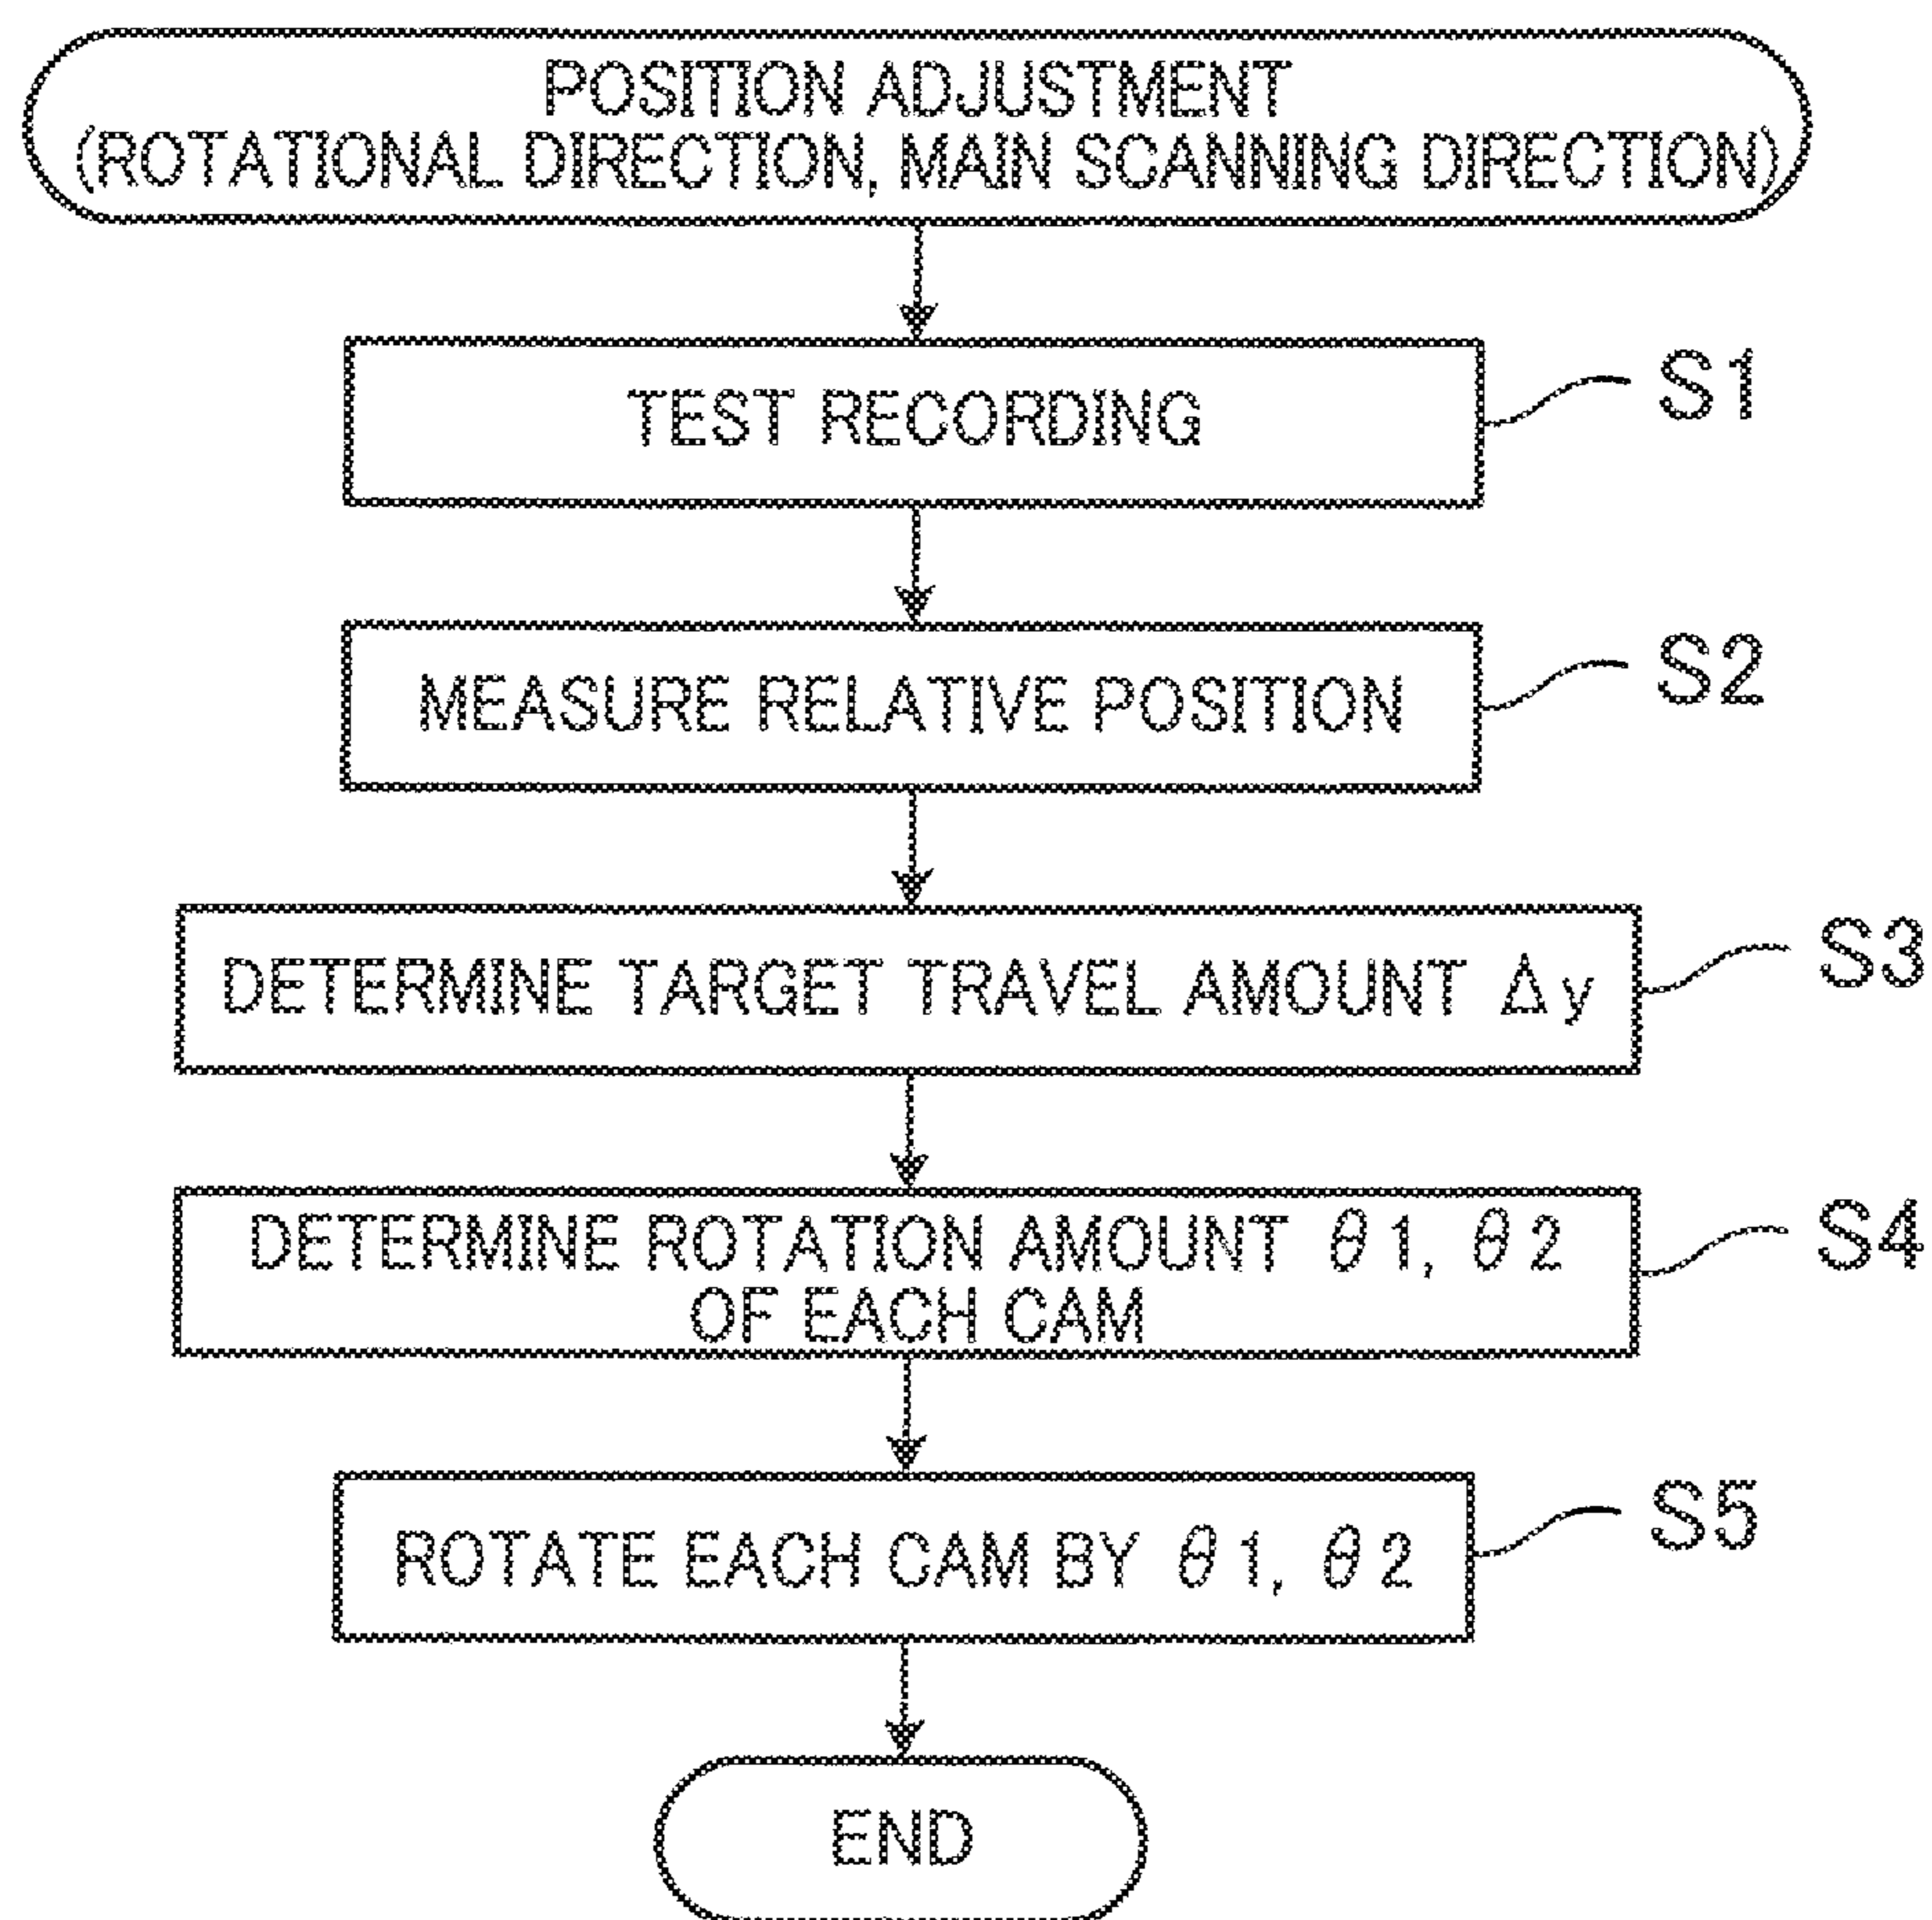 POSITION ADJUSTMENT
(ROTATIONAL DIRECTION, MAIN SCANNING DIRECTION)
TEST RECORDING
S1
MEASURE RELATIVE POSITION
S2
DETERMINE TARGET TRAVEL AMOUNT Δy
S3
DETERMINE ROTATION AMOUNT θ1, θ2
OF EACH CAM
S4
ROTATE EACH CAM BY θ1, θ2
S5
END